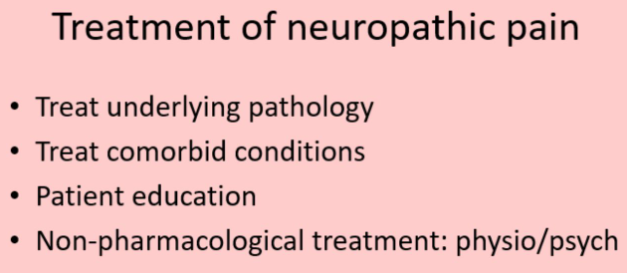 Treatment of neuropathic pain
• Treat underlying pathology
• Treat comorbid conditions
• Patient education
• Non-pharmacological treatment: physio/psych